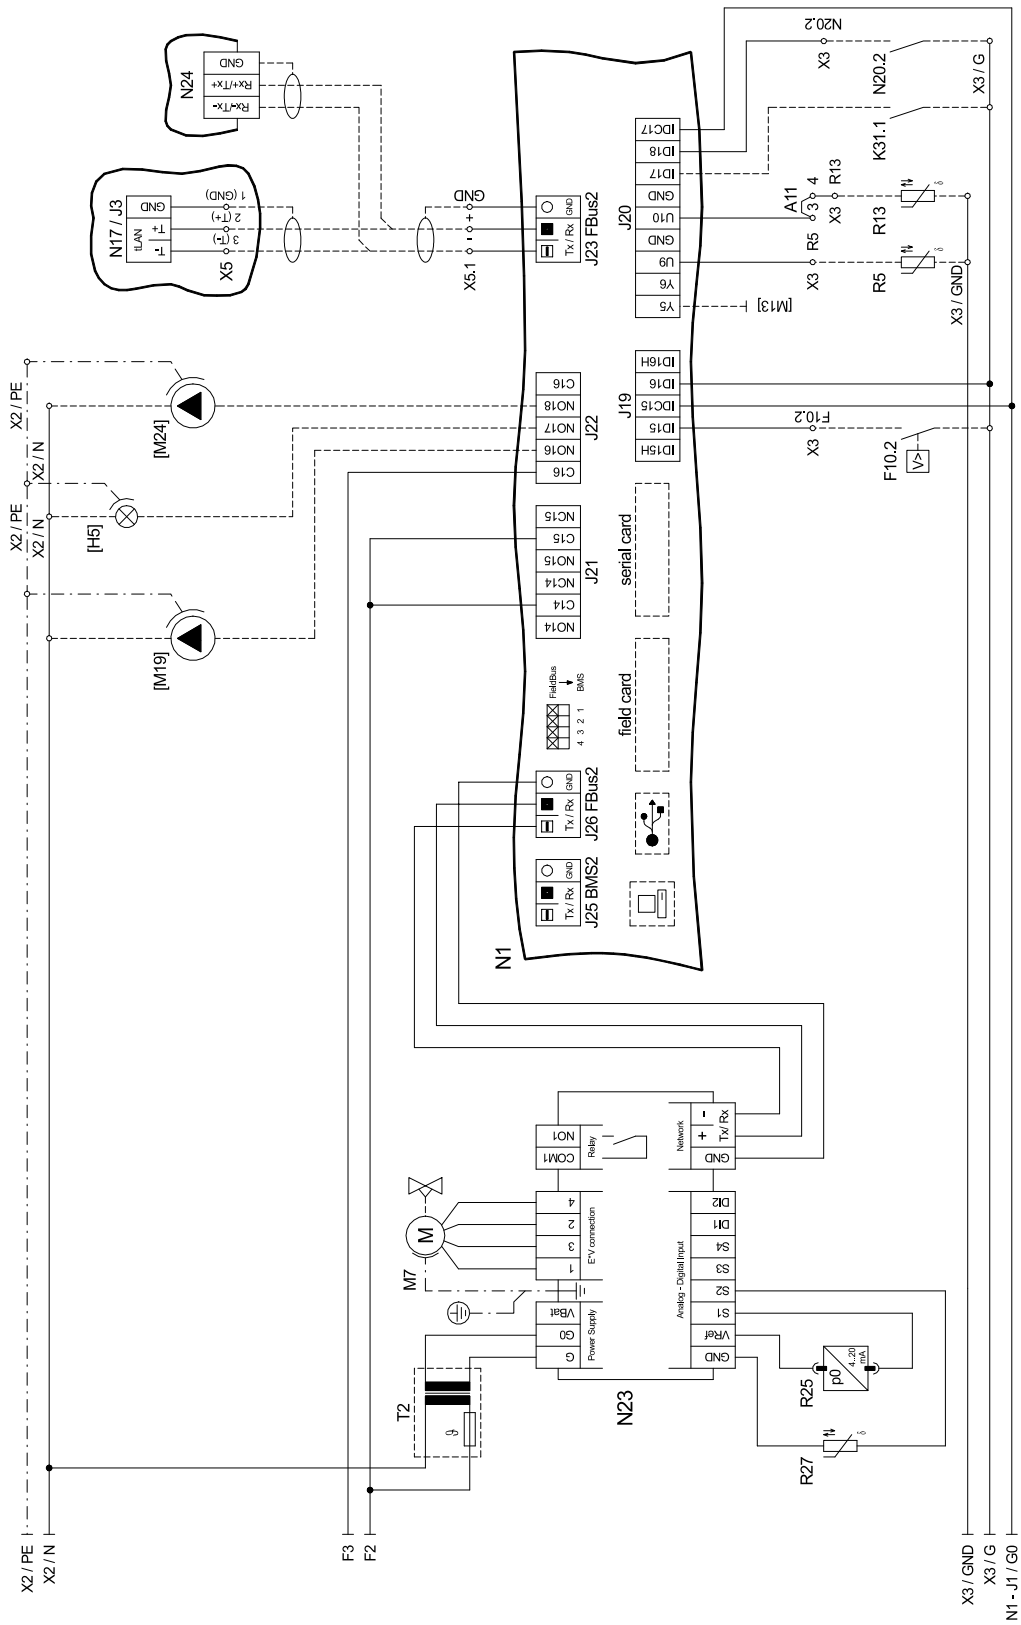 X2 / PE
X2 / N
F3
F2
X3 / GND
X3 / G
N1 - J1 / G0
T2
ϑ
N23
G
G0
VBat
Power Supply
M7
M
1
3
2
4
E*V connection
COM1
NO1
Relay
GND
VRef
S1
S2
S3
S4
DI1
DI2
Analog - Digital Input
GND
+
-
Tx/ Rx
Network
R27
δ
R25
p0
4..20
mA
N1
Tx / Rx
GND
J25 BMS2
Tx / Rx
GND
J26 FBus2
4 3 2 1
FieldBus
BMS
field card
serial card
NO14
C14
NC14
NO15
C15
NC15
J21
C16
NO16
NO17
NO18
C16
J22
Tx / Rx
GND
J23 FBus2
[M19]
[H5]
[M24]
X2 / PE
X2 / N
X2 / PE
X2 / N
N17 / J3
tLAN
T-
T+
GND
3 (T-)
2 (T+)
1 (GND)
X5
N24
Rx-/Tx-
Rx+/Tx+
GND
X5.1
-
+
GND
ID15H
ID15
IDC15
ID16
ID16H
J19
Y5
Y6
U9
GND
U10
GND
ID17
ID18
IDC17
J20
[M13]
X3
F10.2
F10.2
V>
X3
R5
R5
δ
X3 / GND
A11
3
4
X3
R13
R13
δ
K31.1
X3
N20.2
N20.2
X3 / G